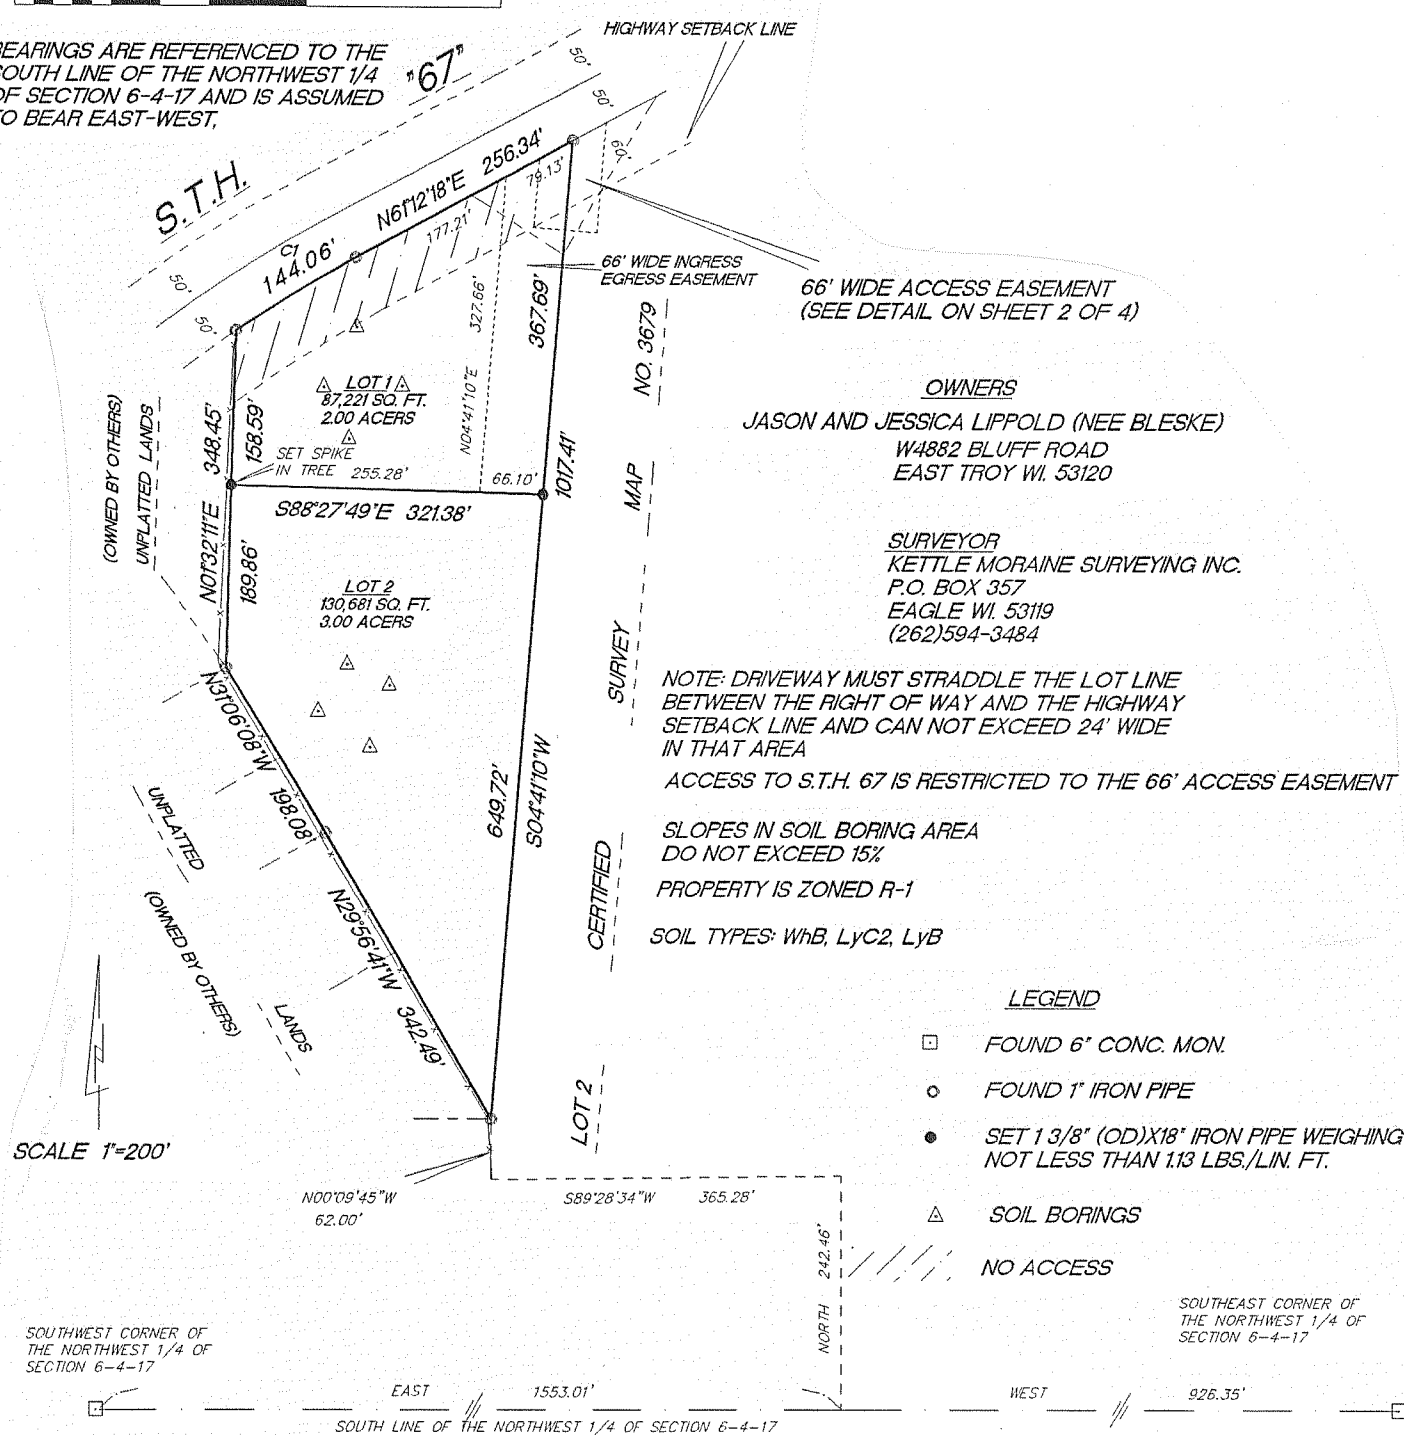 HIGHWAY SETBACK LINE
BEARINGS ARE REFERENCED TO THE
SOUTH LINE OF THE NORTHWEST 1/4
OF SECTION 6-4-17 AND IS ASSUMED
TO BEAR EAST-WEST,
S.T.H. "67"
50'
50'
60'
50'
50'
N61°12'18"E 256.34'
79.13'
177.21'
C1
144.06'
66' WIDE INGRESS
EGRESS EASEMENT
66' WIDE ACCESS EASEMENT
(SEE DETAIL ON SHEET 2 OF 4)
327.66'
N04°41'10"E
367.69'
1017.41'
LOT 1
87,221 SQ. FT.
2.00 ACERS
SET SPIKE
IN TREE
255.28'
66.10'
S88°27'49"E 321.38'
348.45'
158.59'
N01°32'11"E
189.86'
(OWNED BY OTHERS)
UNPLATTED LANDS
LOT 2
130,681 SQ. FT.
3.00 ACERS
N31°06'08"W 198.08'
N29°56'41"W 342.49'
649.72'
S04°41'10"W
UNPLATTED
LANDS
(OWNED BY OTHERS)
LOT 2 CERTIFIED SURVEY MAP NO. 3679
OWNERS
JASON AND JESSICA LIPPOLD (NEE BLESKE)
W4882 BLUFF ROAD
EAST TROY WI. 53120
SURVEYOR
KETTLE MORAINE SURVEYING INC.
P.O. BOX 357
EAGLE WI. 53119
(262)594-3484
NOTE: DRIVEWAY MUST STRADDLE THE LOT LINE
BETWEEN THE RIGHT OF WAY AND THE HIGHWAY
SETBACK LINE AND CAN NOT EXCEED 24' WIDE
IN THAT AREA
ACCESS TO S.T.H. 67 IS RESTRICTED TO THE 66' ACCESS EASEMENT
SLOPES IN SOIL BORING AREA
DO NOT EXCEED 15%
PROPERTY IS ZONED R-1
SOIL TYPES: WhB, LyC2, LyB
LEGEND
FOUND 6" CONC. MON.
FOUND 1" IRON PIPE
SET 1 3/8" (OD)X18" IRON PIPE WEIGHING
NOT LESS THAN 1.13 LBS./LIN. FT.
SOIL BORINGS
NO ACCESS
SCALE 1"=200'
N00°09'45"W
62.00'
S89°28'34"W 365.28'
NORTH 242.46'
SOUTHWEST CORNER OF
THE NORTHWEST 1/4 OF
SECTION 6-4-17
SOUTHEAST CORNER OF
THE NORTHWEST 1/4 OF
SECTION 6-4-17
EAST 1553.01'
WEST 926.35'
SOUTH LINE OF THE NORTHWEST 1/4 OF SECTION 6-4-17